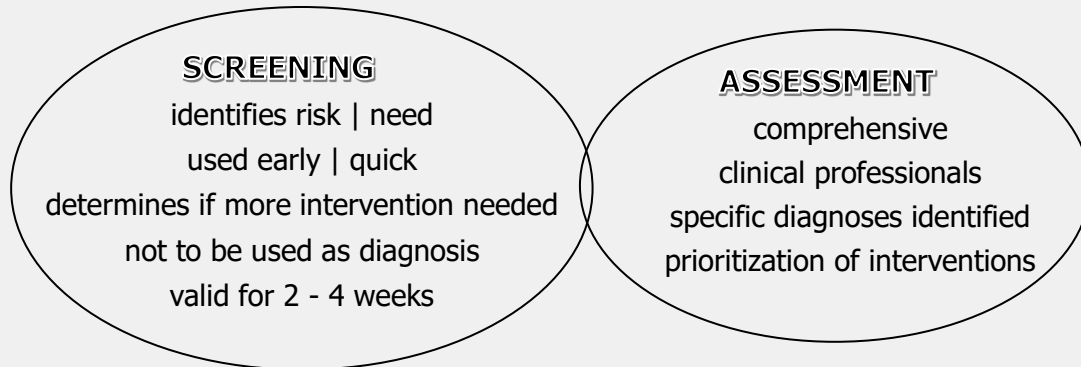 SCREENING
identifies risk | need
used early | quick
determines if more intervention needed
not to be used as diagnosis
valid for 2 - 4 weeks
ASSESSMENT
comprehensive
clinical professionals
specific diagnoses identified
prioritization of interventions